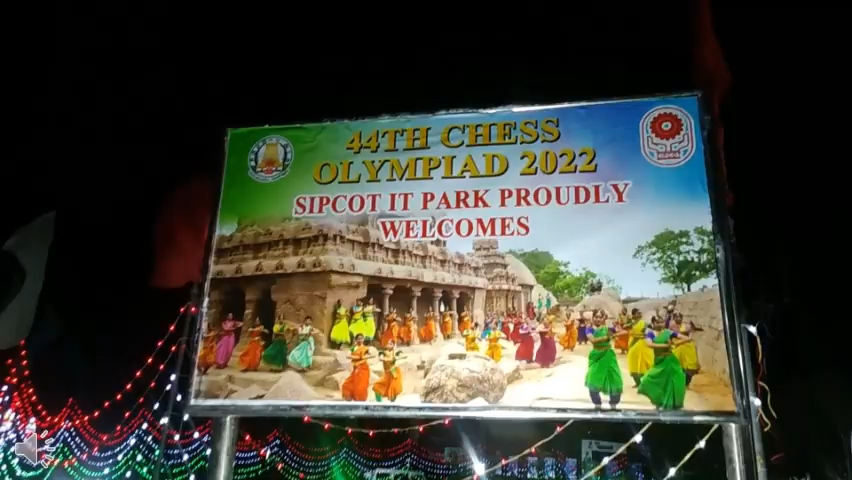 44TH CHESS
OLYMPIAD 2022
SIPCOT IT PARK PROUDLY
WELCOMES